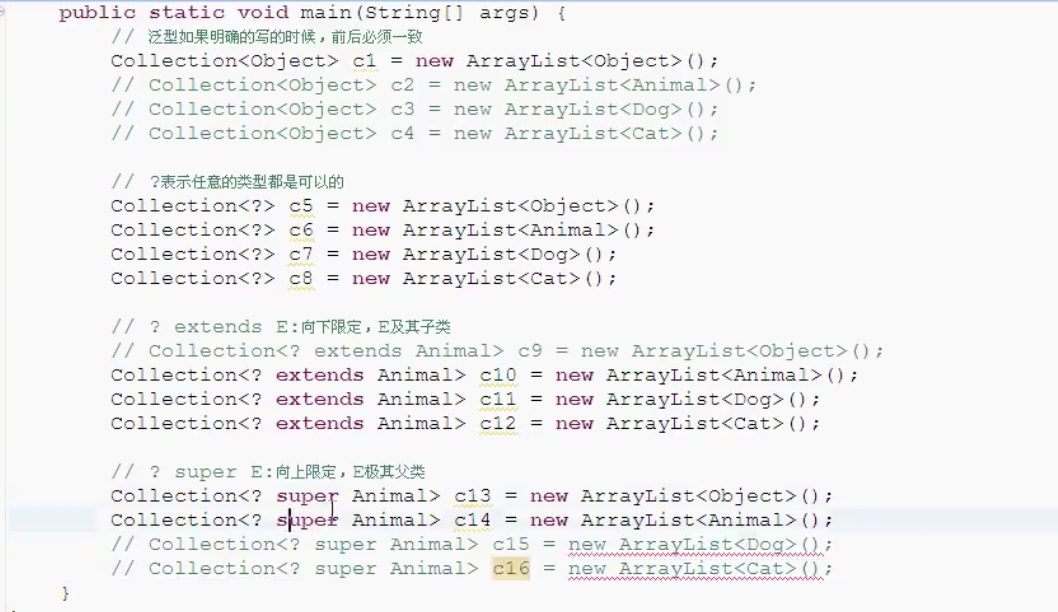 public static void main(String[] args) {
// 泛型如果明确的写的时候，前后必须一致
Collection<Object> c1 = new ArrayList<Object>();
// Collection<Object> c2 = new ArrayList<Animal>();
// Collection<Object> c3 = new ArrayList<Dog>();
// Collection<Object> c4 = new ArrayList<Cat>();
// ?表示任意的类型都是可以的
Collection<?> c5 = new ArrayList<Object>();
Collection<?> c6 = new ArrayList<Animal>();
Collection<?> c7 = new ArrayList<Dog>();
Collection<?> c8 = new ArrayList<Cat>();
// ? extends E:向下限定，E及其子类
// Collection<? extends Animal> c9 = new ArrayList<Object>();
Collection<? extends Animal> c10 = new ArrayList<Animal>();
Collection<? extends Animal> c11 = new ArrayList<Dog>();
Collection<? extends Animal> c12 = new ArrayList<Cat>();
// ? super E:向上限定，E极其父类
Collection<? super Animal> c13 = new ArrayList<Object>();
Collection<? super Animal> c14 = new ArrayList<Animal>();
// Collection<? super Animal> c15 = new ArrayList<Dog>();
// Collection<? super Animal> c16 = new ArrayList<Cat>();
}